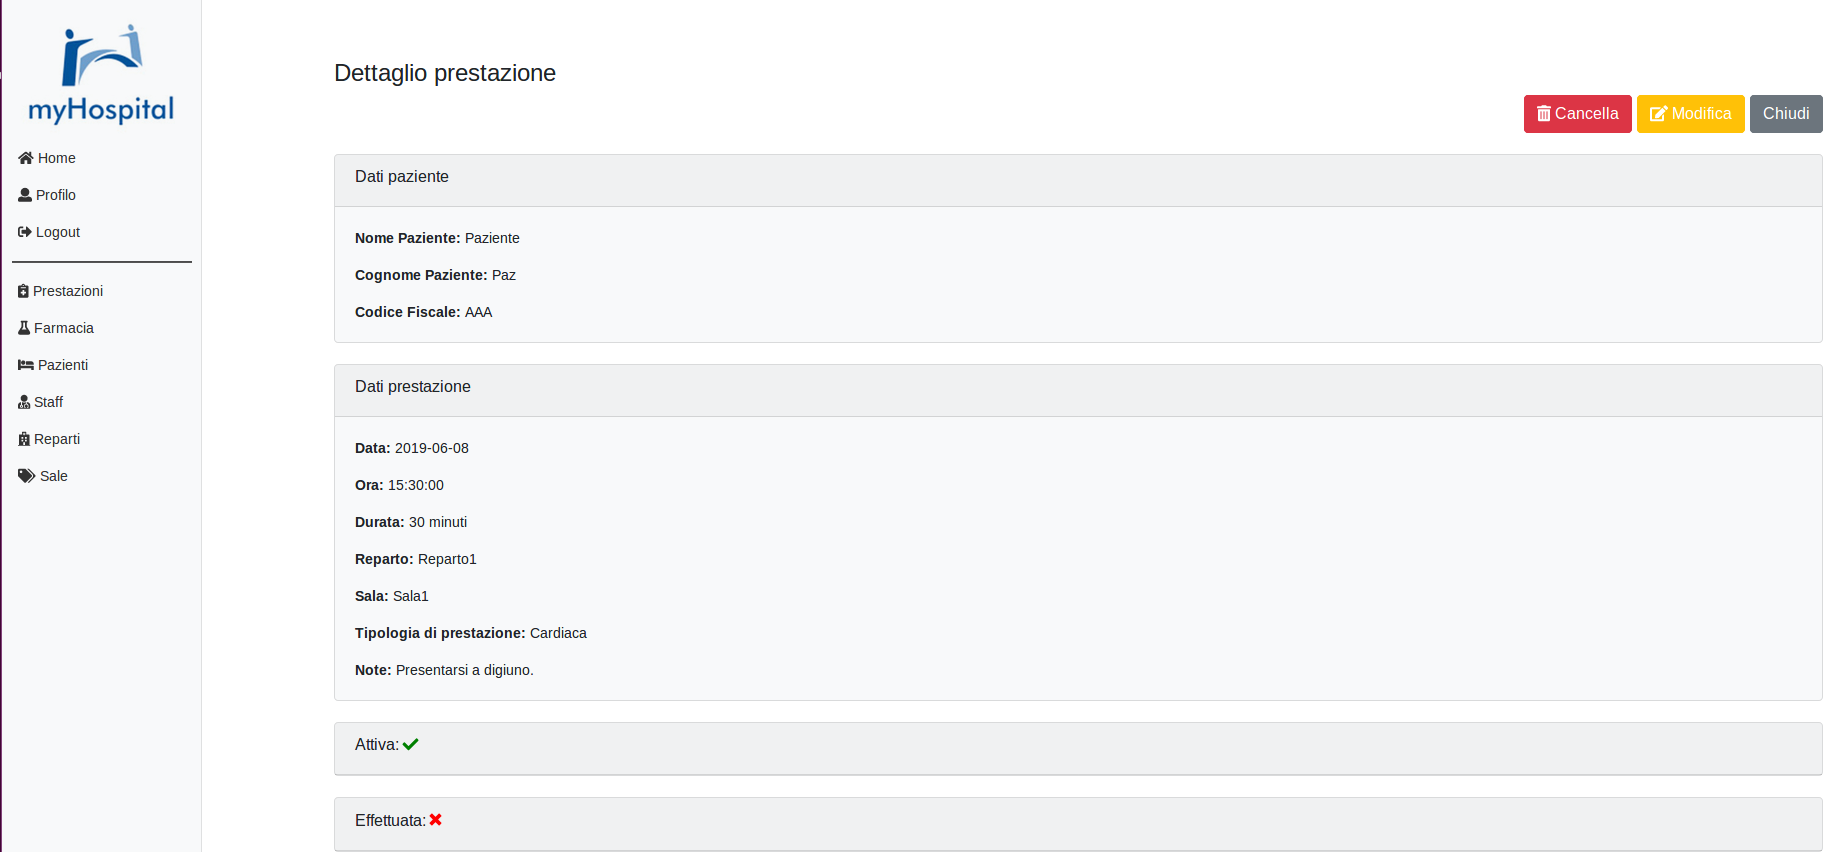 myHospital
Home
Profilo
Logout
Prestazioni
Farmacia
Pazienti
Staff
Reparti
Sale
Dettaglio prestazione
Cancella Modifica Chiudi
Dati paziente
Nome Paziente: Paziente
Cognome Paziente: Paz
Codice Fiscale: AAA
Dati prestazione
Data: 2019-06-08
Ora: 15:30:00
Durata: 30 minuti
Reparto: Reparto1
Sala: Sala1
Tipologia di prestazione: Cardiaca
Note: Presentarsi a digiuno.
Attiva:
Effettuata: